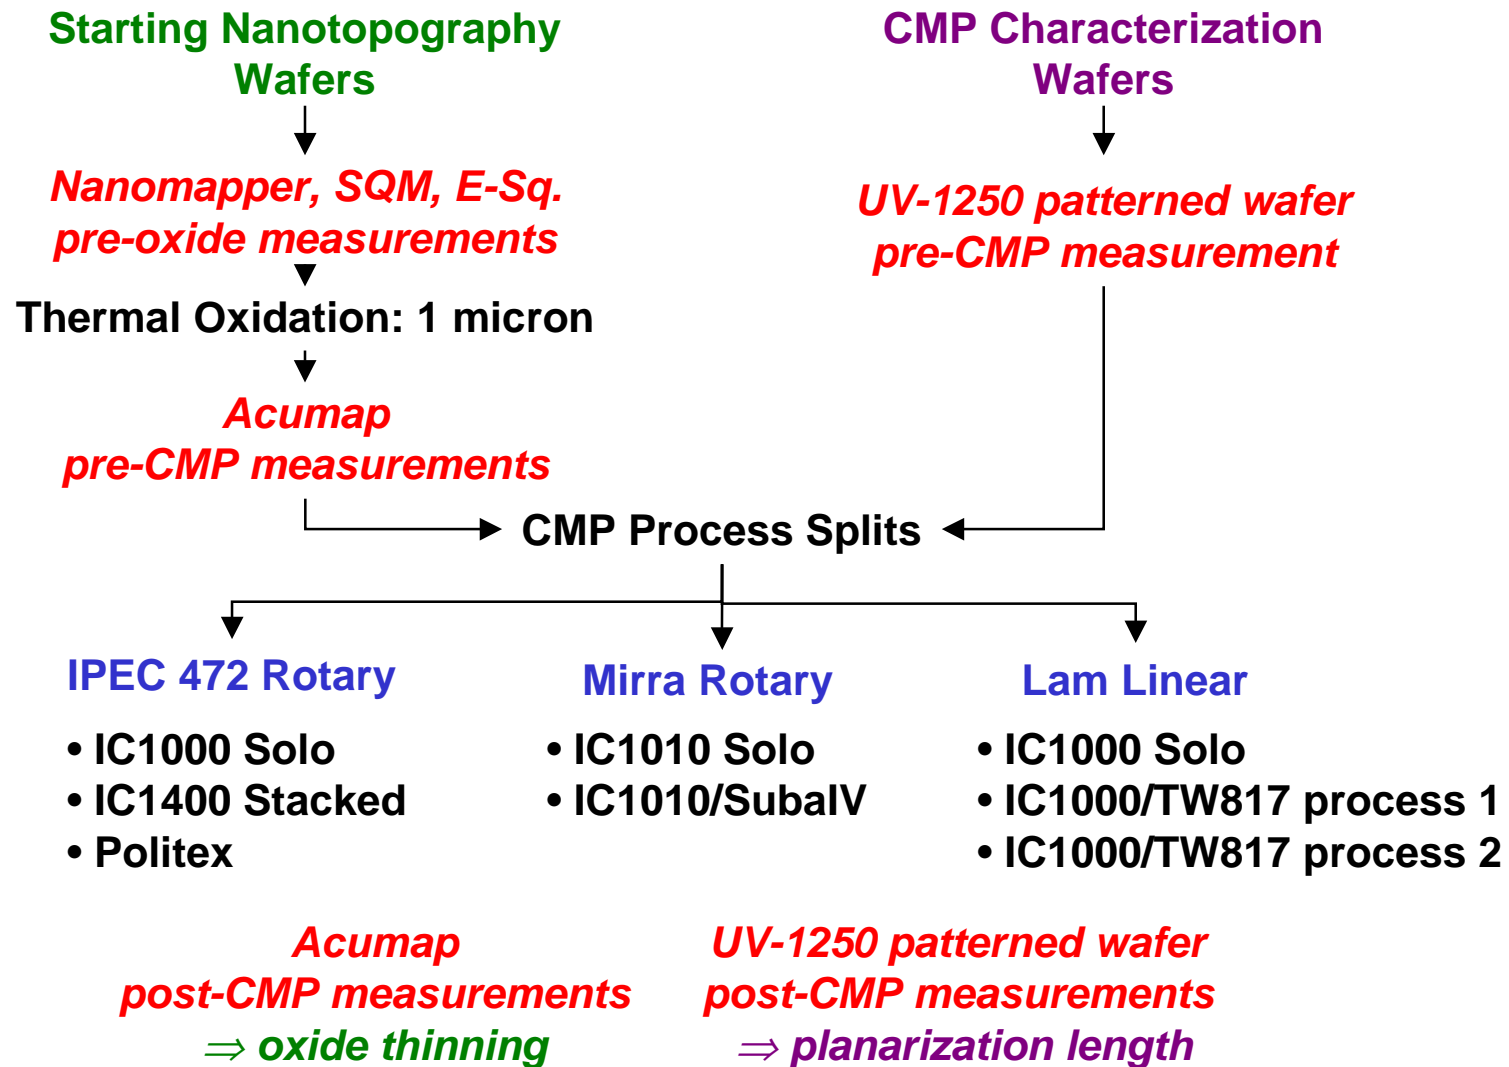 Starting Nanotopography
Wafers
CMP Characterization
Wafers
Nanomapper, SQM, E-Sq.
pre-oxide measurements
UV-1250 patterned wafer
pre-CMP measurement
Thermal Oxidation: 1 micron
Acumap
pre-CMP measurements
CMP Process Splits
IPEC 472 Rotary
• IC1000 Solo
• IC1400 Stacked
• Politex
Mirra Rotary
• IC1010 Solo
• IC1010/SubaIV
Lam Linear
• IC1000 Solo
• IC1000/TW817 process 1
• IC1000/TW817 process 2
Acumap
post-CMP measurements
⇒ oxide thinning
UV-1250 patterned wafer
post-CMP measurements
⇒ planarization length